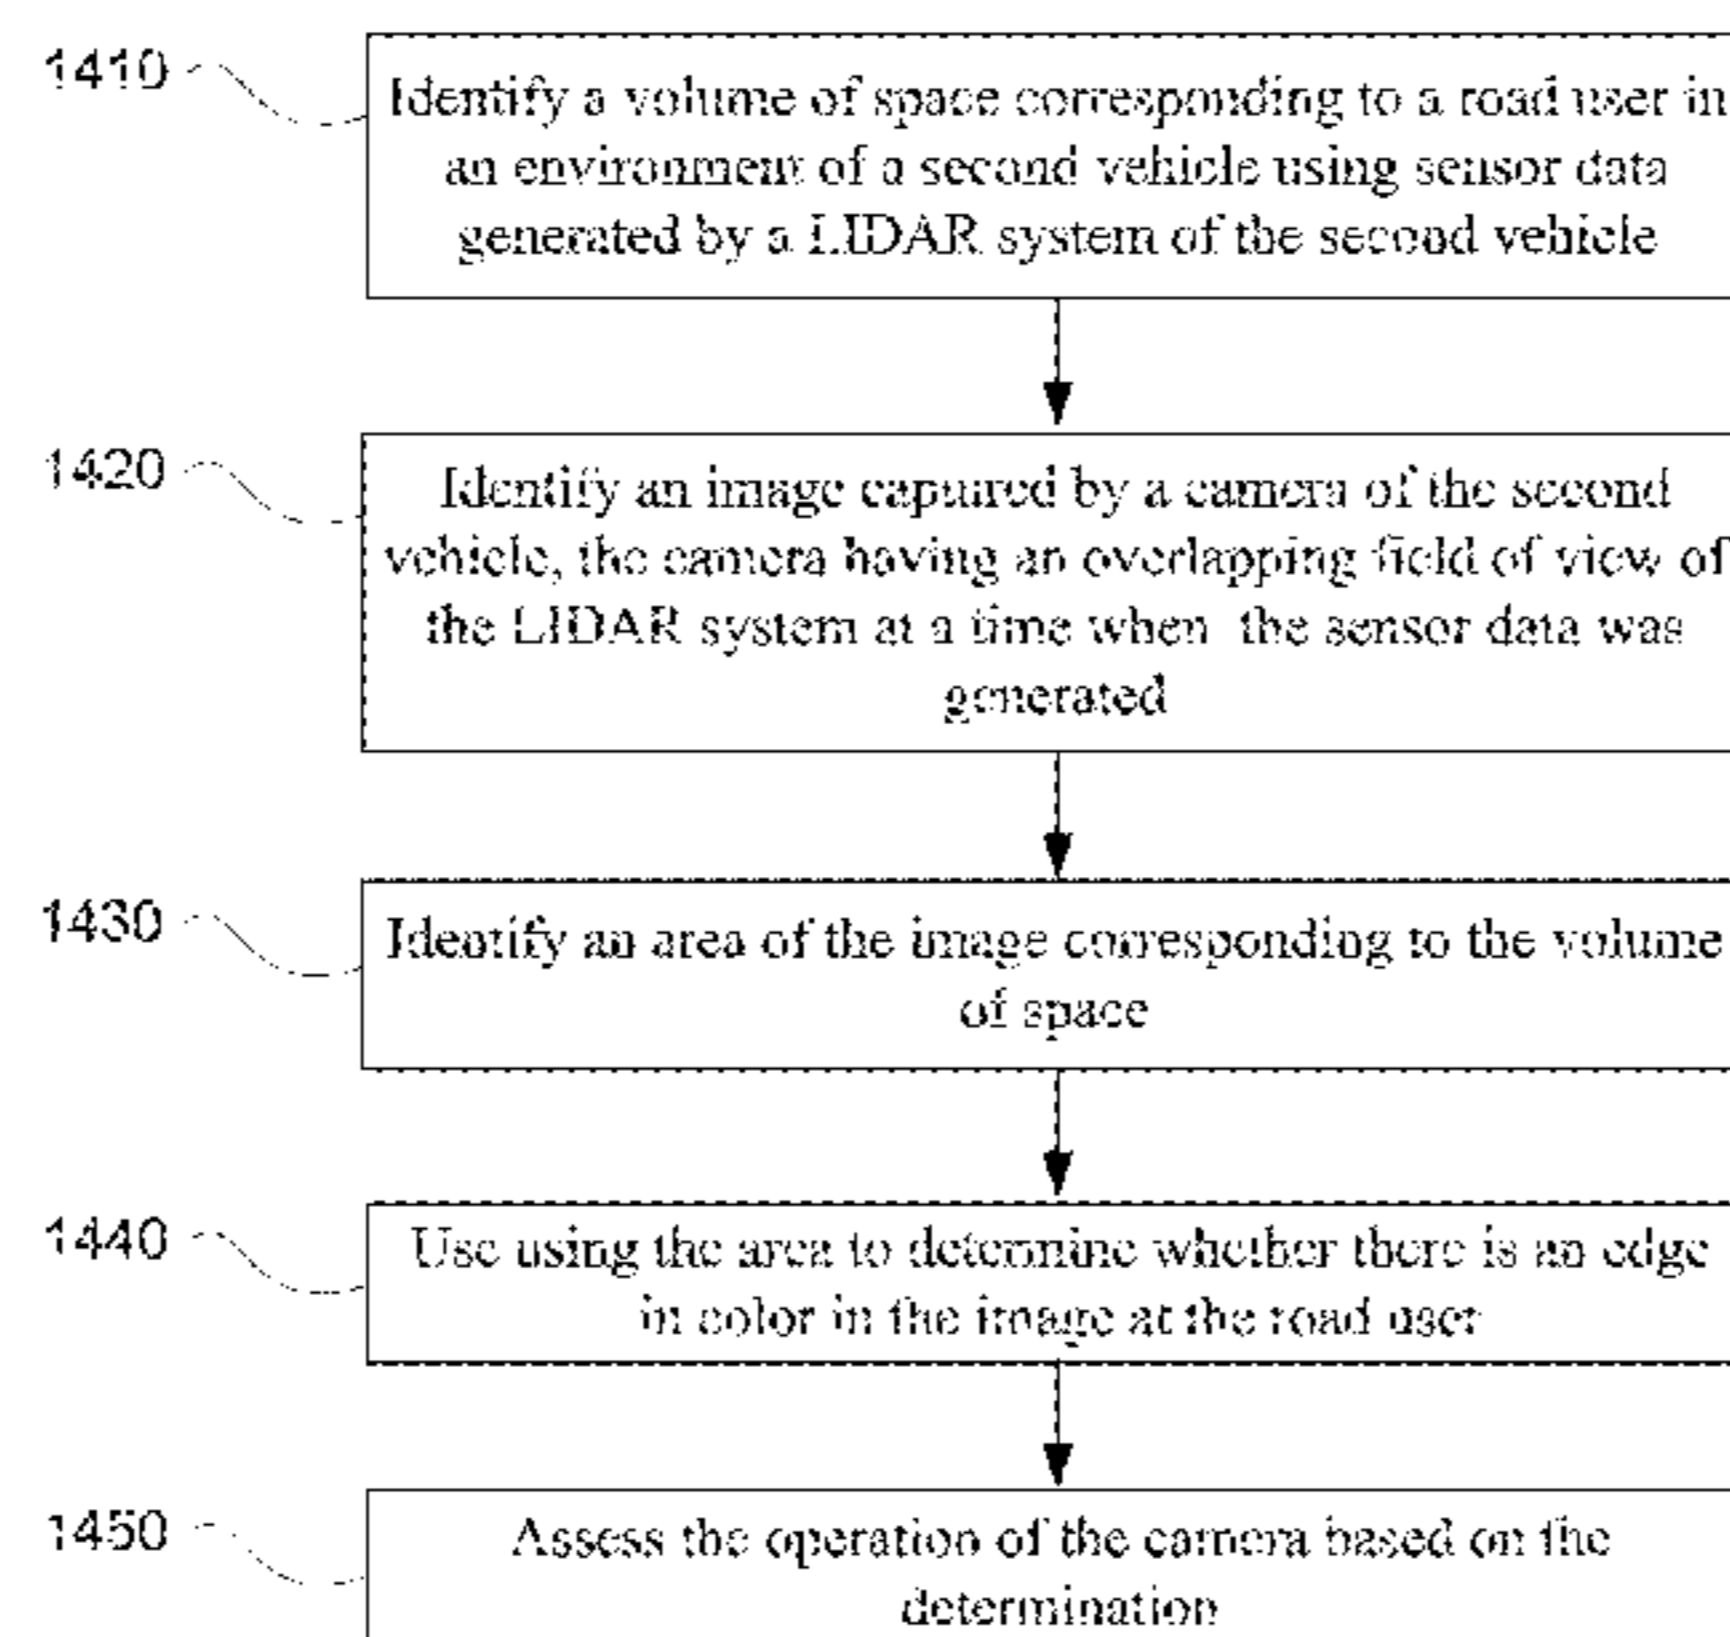 1410
Identify a volume of space corresponding to a road user in
an environment of a second vehicle using sensor data
generated by a LIDAR system of the second vehicle
1420
Identify an image captured by a camera of the second
vehicle, the camera having an overlapping field of view of
the LIDAR system at a time when the sensor data was
generated
1430
Identify an area of the image corresponding to the volume
of space
1440
Use using the area to determine whether there is an edge
in color in the image at the road user
1450
Assess the operation of the camera based on the
determination